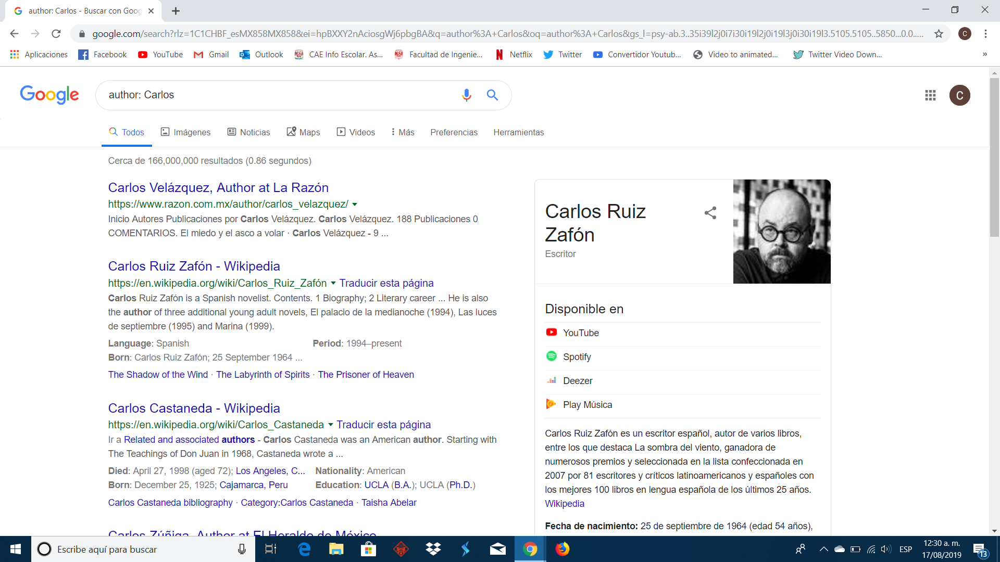 author: Carlos - Buscar con Goog
google.com/search?rlz=1C1CHBF_esMX858MX858&ei=hpBXXY2nAciosgWj6pbgBA&q=author%3A+Carlos&oq=author%3A+Carlos&gs_l=psy-ab.3..35i39l2j0i7i30i19l2j0i19l3j0i30i19l3.5105.5105..5850...0.0.....
C
Aplicaciones Facebook YouTube Gmail Outlook CAE Info Escolar. As... Facultad de Ingenie... Netflix Twitter Convertidor Youtub... Video to animated... Twitter Video Down... »
Google
author: Carlos
C
Todos Imágenes Noticias Maps Videos Más Preferencias Herramientas
Cerca de 166,000,000 resultados (0.86 segundos)
Carlos Velázquez, Author at La Razón
https://www.razon.com.mx/author/carlos_velazquez/
Inicio Autores Publicaciones por Carlos Velázquez. Carlos Velázquez. 188 Publicaciones 0
COMENTARIOS. El miedo y el asco a volar · Carlos Velázquez - 9 ...
Carlos Ruiz Zafón - Wikipedia
https://en.wikipedia.org/wiki/Carlos_Ruiz_Zafón Traducir esta página
Carlos Ruiz Zafón is a Spanish novelist. Contents. 1 Biography; 2 Literary career ... He is also
the author of three additional young adult novels, El palacio de la medianoche (1994), Las luces
de septiembre (1995) and Marina (1999).
Language: Spanish Period: 1994–present
Born: Carlos Ruiz Zafón; 25 September 1964 ...
The Shadow of the Wind · The Labyrinth of Spirits · The Prisoner of Heaven
Carlos Castaneda - Wikipedia
https://en.wikipedia.org/wiki/Carlos_Castaneda Traducir esta página
Ir a Related and associated authors - Carlos Castaneda was an American author. Starting with
The Teachings of Don Juan in 1968, Castaneda wrote a ...
Died: April 27, 1998 (aged 72); Los Angeles, C... Nationality: American
Born: December 25, 1925; Cajamarca, Peru Education: UCLA (B.A.); UCLA (Ph.D.)
Carlos Castaneda bibliography · Category:Carlos Castaneda · Taisha Abelar
Carlos Zúñiga, Author at El Heraldo de México
Carlos Ruiz
Zafón
Escritor
Disponible en
YouTube
Spotify
Deezer
Play Música
Carlos Ruiz Zafón es un escritor español, autor de varios libros,
entre los que destaca La sombra del viento, ganadora de
numerosos premios y seleccionada en la lista confeccionada en
2007 por 81 escritores y críticos latinoamericanos y españoles con
los mejores 100 libros en lengua española de los últimos 25 años.
Wikipedia
Fecha de nacimiento: 25 de septiembre de 1964 (edad 54 años),
Escribe aquí para buscar
ESP
12:30 a. m.
17/08/2019
13